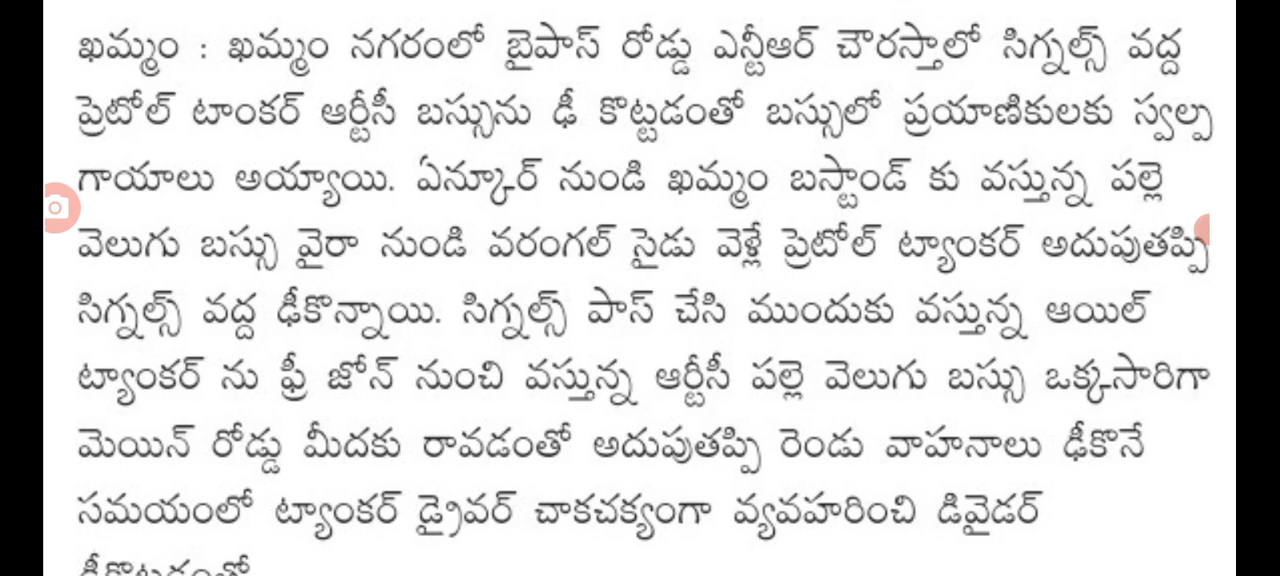 ఖమ్మం : ఖమ్మం నగరంలో బైపాస్ రోడ్డు ఎన్టీఆర్ చౌరస్తాలో సిగ్నల్స్ వద్ద
ప్రెటోల్ టాంకర్ ఆర్టీసీ బస్సును ఢీ కొట్టడంతో బస్సులో ప్రయాణికులకు స్వల్ప
గాయాలు అయ్యాయి. ఏన్కూర్ నుండి ఖమ్మం బస్టాండ్ కు వస్తున్న పల్లె
వెలుగు బస్సు వైరా నుండి వరంగల్ సైడు వెళ్లే ప్రెటోల్ ట్యాంకర్ అదుపుతప్పి
సిగ్నల్స్ వద్ద ఢీకొన్నాయి. సిగ్నల్స్ పాస్ చేసి ముందుకు వస్తున్న ఆయిల్
ట్యాంకర్ ను ఫ్రీ జోన్ నుంచి వస్తున్న ఆర్టీసీ పల్లె వెలుగు బస్సు ఒక్కసారిగా
మెయిన్ రోడ్డు మీదకు రావడంతో అదుపుతప్పి రెండు వాహనాలు ఢీకొనే
సమయంలో ట్యాంకర్ డ్రైవర్ చాకచక్యంగా వ్యవహరించి డివైడర్